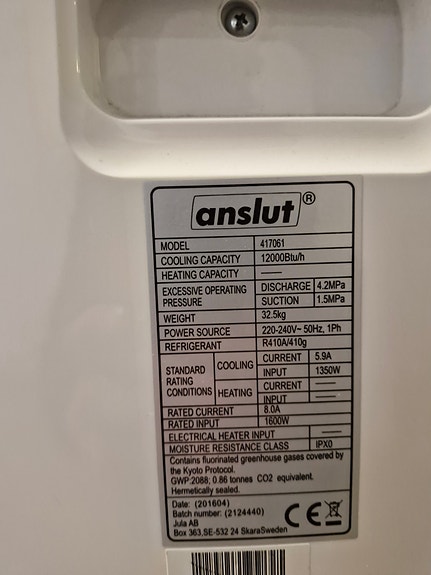 anslut®
MODEL 417061
COOLING CAPACITY 12000Btu/h
HEATING CAPACITY ——
EXCESSIVE OPERATING PRESSURE DISCHARGE 4.2MPa
SUCTION 1.5MPa
WEIGHT 32.5kg
POWER SOURCE 220-240V~ 50Hz, 1Ph
REFRIGERANT R410A/410g
STANDARD RATING CONDITIONS COOLING CURRENT 5.9A
INPUT 1350W
HEATING CURRENT ——
INPUT ——
RATED CURRENT 8.0A
RATED INPUT 1600W
ELECTRICAL HEATER INPUT ——
MOISTURE RESISTANCE CLASS IPX0
Contains fluorinated greenhouse gases covered by
the Kyoto Protocol.
GWP:2088; 0.86 tonnes CO2 equivalent.
Hermetically sealed.
Date: (201604)
Batch number: (2124440)
Jula AB
Box 363,SE-532 24 SkaraSweden
CE